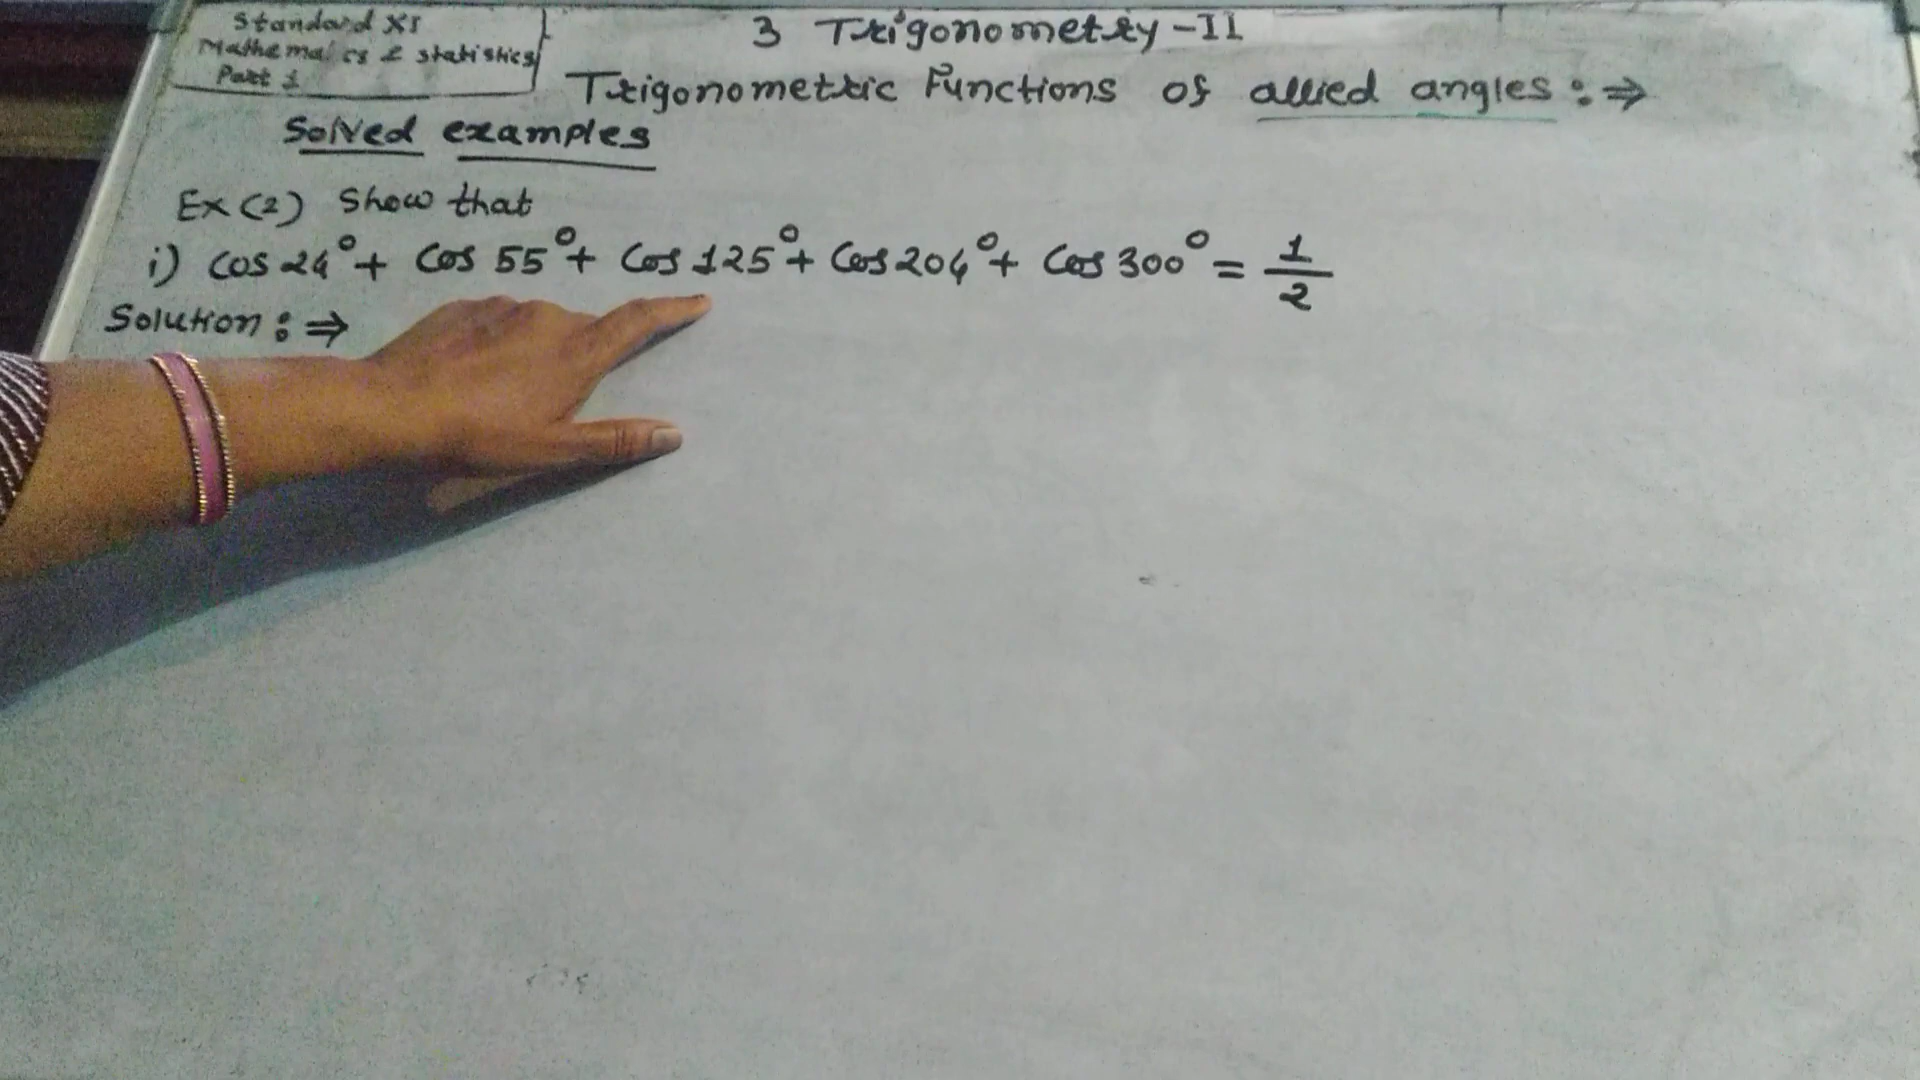 Standard XI
Mathematics & statistics
Part 1
3 Trigonometry-II
Trigonometric Functions of allied angles :⇒
Solved examples
Ex (2) Show that
i) cos 24° + cos 55° + cos 125° + cos 204° + cos 300° = 1/2
Solution :⇒